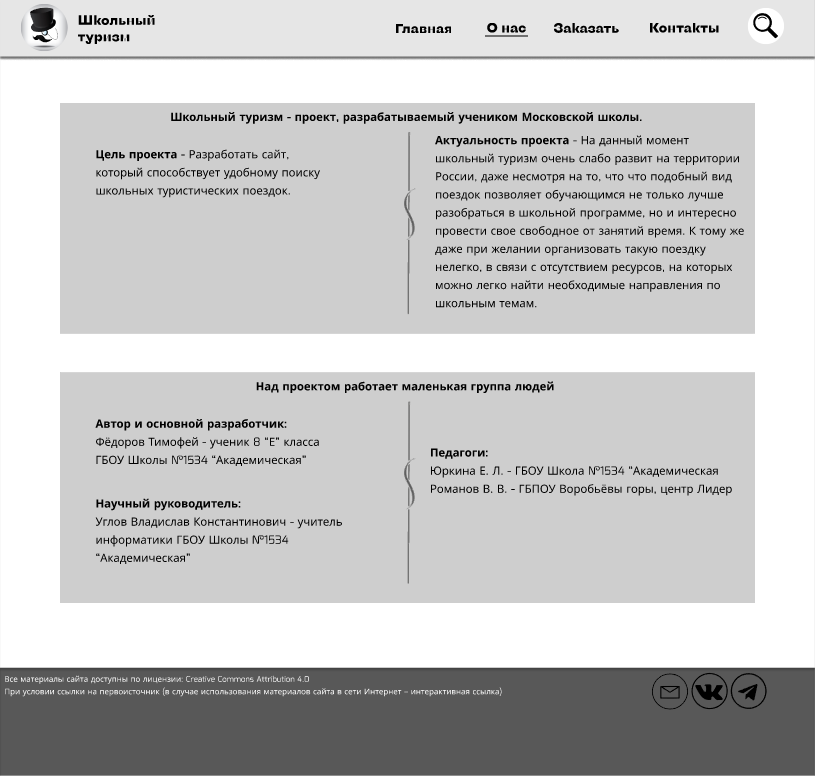 Школьный
туризм
Главная
О нас
Заказать
Контакты
Школьный туризм - проект, разрабатываемый учеником Московской школы.
Цель проекта - Разработать сайт,
который способствует удобному поиску
школьных туристических поездок.
Актуальность проекта - На данный момент
школьный туризм очень слабо развит на территории
России, даже несмотря на то, что что подобный вид
поездок позволяет обучающимся не только лучше
разобраться в школьной программе, но и интересно
провести свое свободное от занятий время. К тому же
даже при желании организовать такую поездку
нелегко, в связи с отсутствием ресурсов, на которых
можно легко найти необходимые направления по
школьным темам.
Над проектом работает маленькая группа людей
Автор и основной разработчик:
Фёдоров Тимофей - ученик 8 "Е" класса
ГБОУ Школы №1534 "Академическая"
Научный руководитель:
Углов Владислав Константинович - учитель
информатики ГБОУ Школы №1534
"Академическая"
Педагоги:
Юркина Е. Л. - ГБОУ Школа №1534 "Академическая
Романов В. В. - ГБПОУ Воробьёвы горы, центр Лидер
Все материалы сайта доступны по лицензии: Creative Commons Attribution 4.0
При условии ссылки на первоисточник (в случае использования материалов сайта в сети Интернет – интерактивная ссылка)